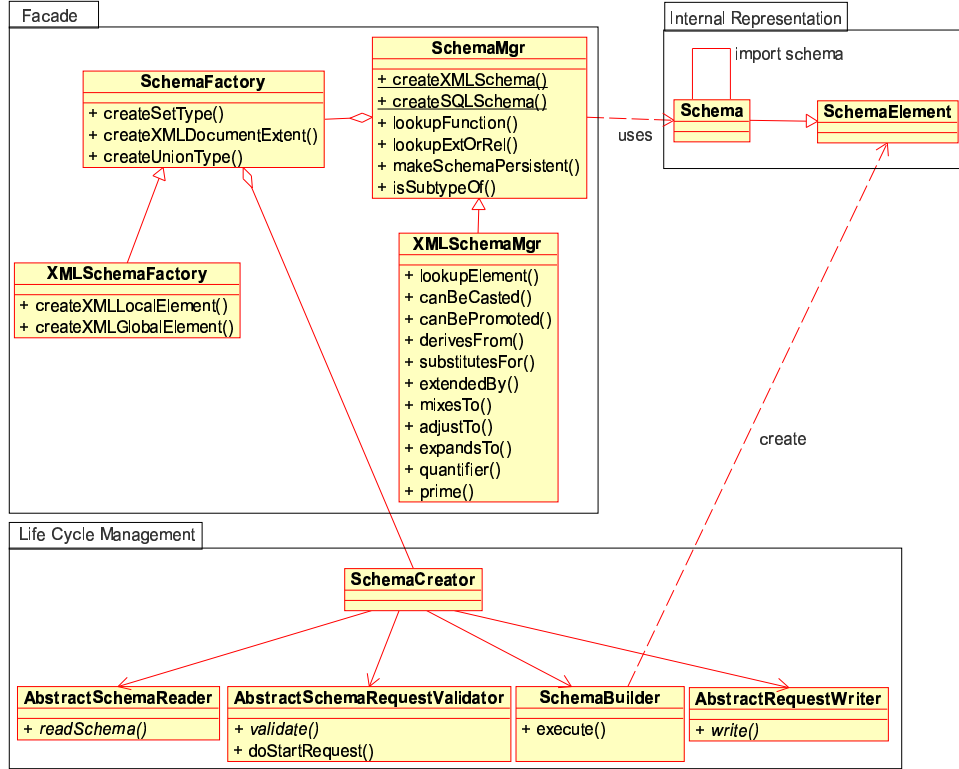 Facade
SchemaFactory
+ createSetType()
+ createXMLDocumentExtent()
+ createUnionType()
SchemaMgr
+ createXMLSchema()
+ createSQLSchema()
+ lookupFunction()
+ lookupExtOrRel()
+ makeSchemaPersistent()
+ isSubtypeOf()
XMLSchemaFactory
+ createXMLLocalElement()
+ createXMLGlobalElement()
XMLSchemaMgr
+ lookupElement()
+ canBeCasted()
+ canBePromoted()
+ derivesFrom()
+ substitutesFor()
+ extendedBy()
+ mixesTo()
+ adjustTo()
+ expandsTo()
+ quantifier()
+ prime()
uses
Internal Representation
import schema
Schema
SchemaElement
create
Life Cycle Management
SchemaCreator
AbstractSchemaReader
+ readSchema()
AbstractSchemaRequestValidator
+ validate()
+ doStartRequest()
SchemaBuilder
+ execute()
AbstractRequestWriter
+ write()